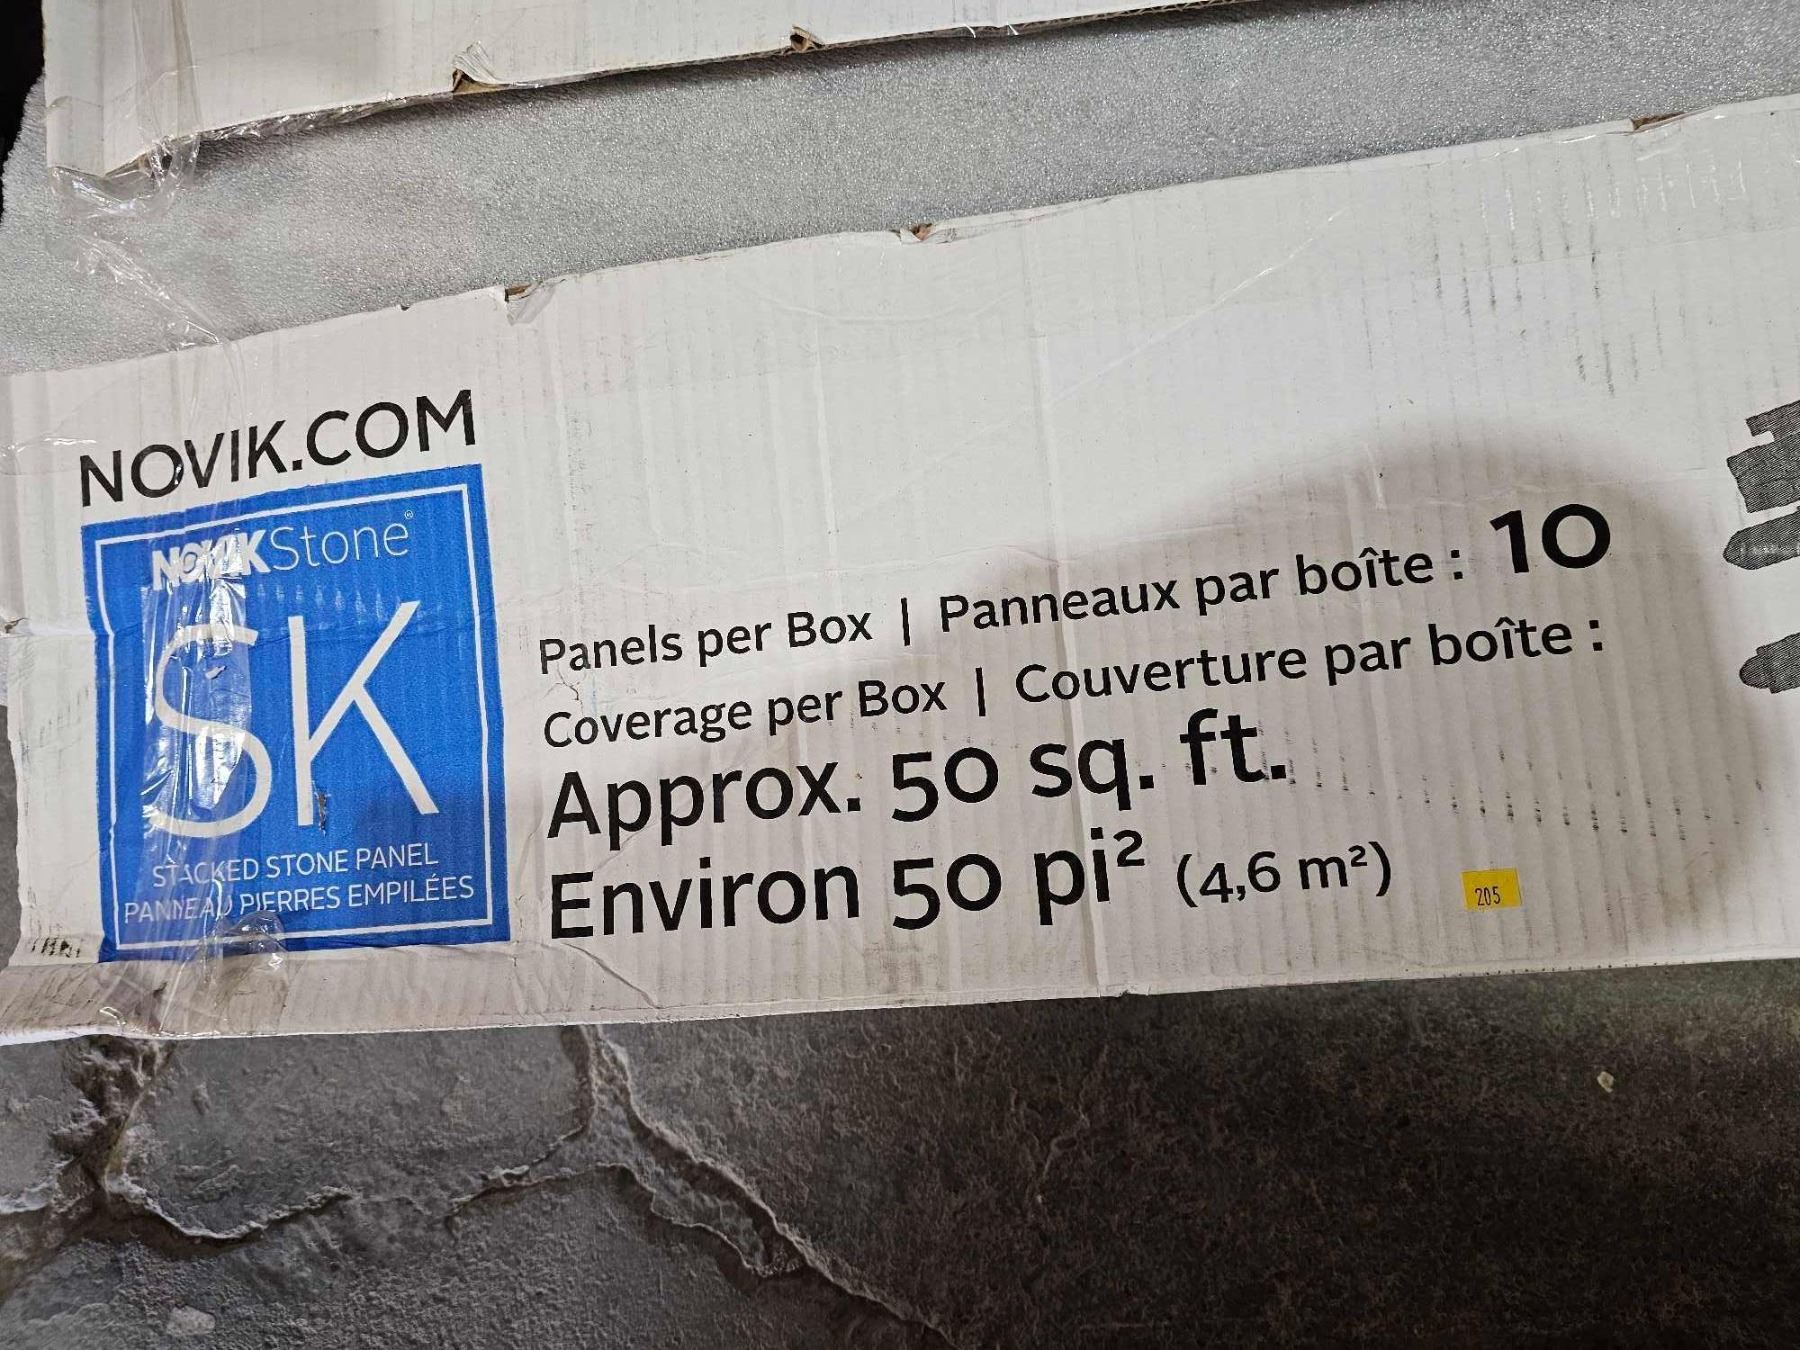 NOVIK.COM
NOVIKStone®
SK
STACKED STONE PANEL
PANNEAU PIERRES EMPILÉES
Panels per Box | Panneaux par boîte : 10
Coverage per Box | Couverture par boîte :
Approx. 50 sq. ft.
Environ 50 pi² (4,6 m²)
205